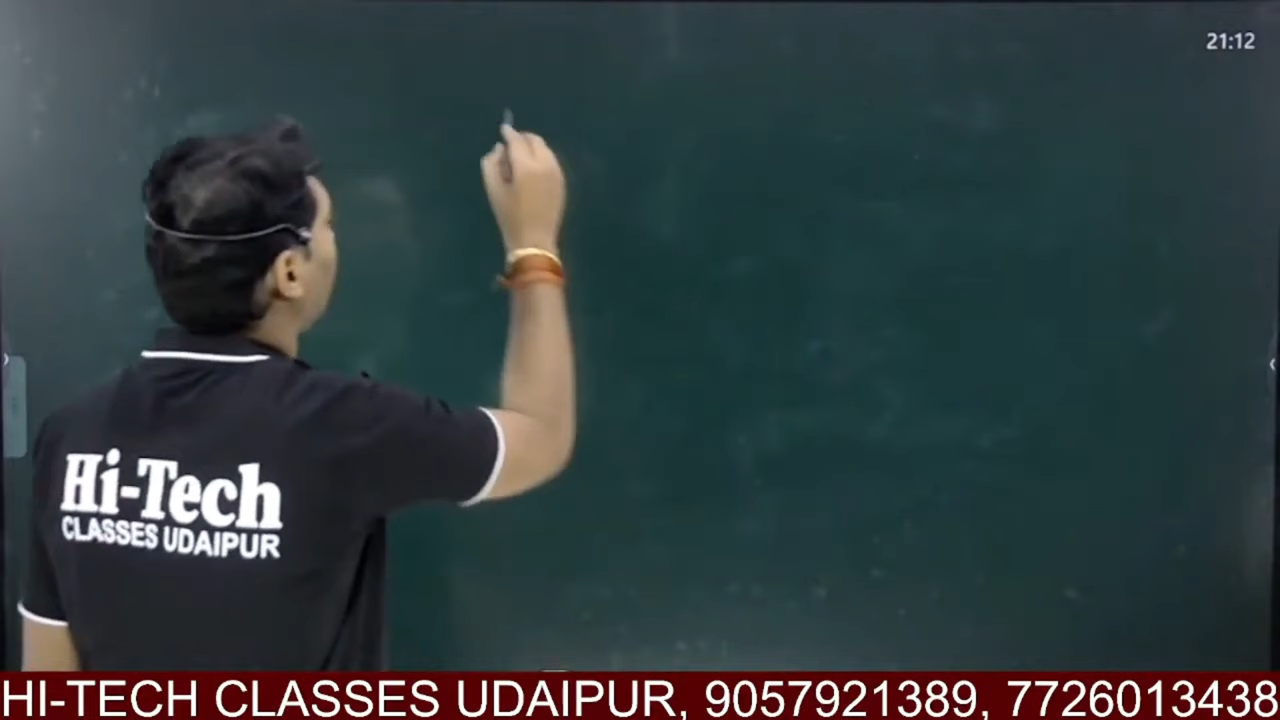 21:12
Hi-Tech
CLASSES UDAIPUR
HI-TECH CLASSES UDAIPUR, 9057921389, 7726013438